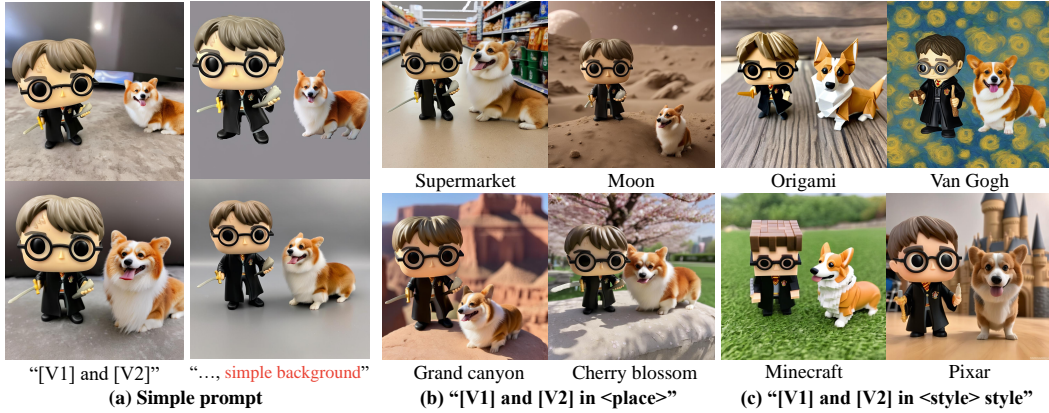 Supermarket
Moon
Origami
Van Gogh
“[V1] and [V2]”
“..., simple background”
Grand canyon
Cherry blossom
Minecraft
Pixar
(a) Simple prompt
(b) “[V1] and [V2] in <place>”
(c) “[V1] and [V2] in <style> style”